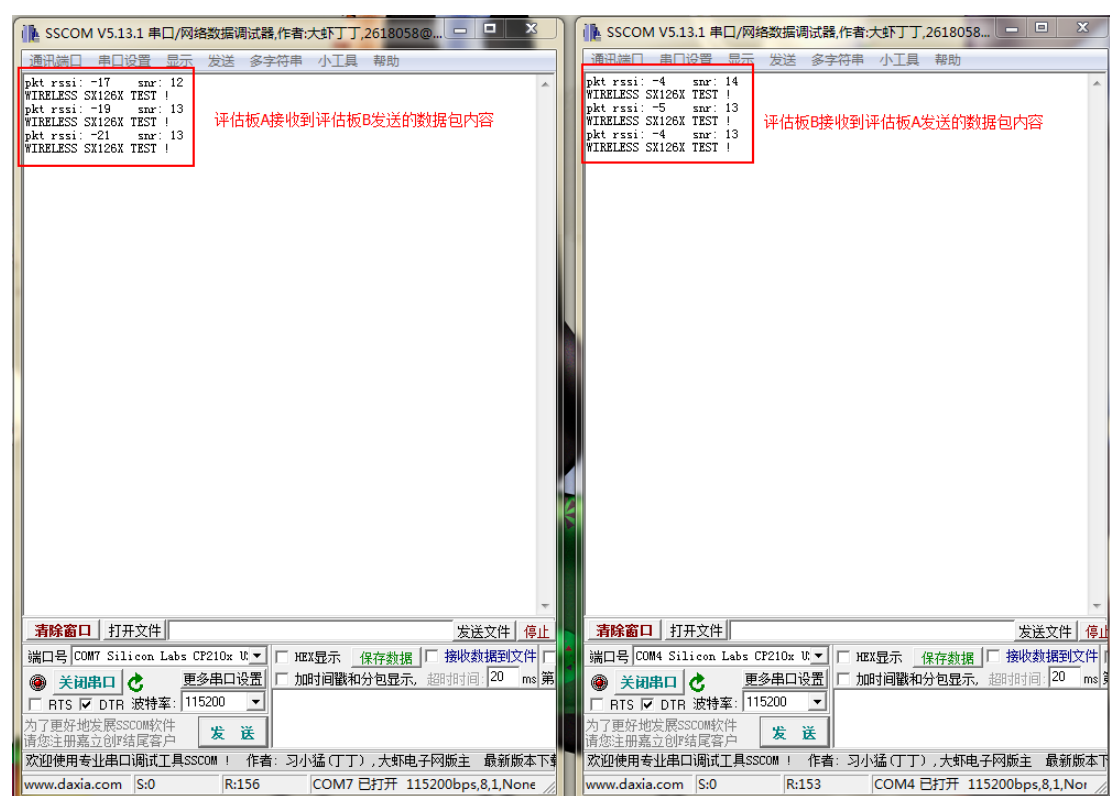 SSCOM V5.13.1 串口/网络数据调试器,作者:大虾丁丁,2618058@...
通讯端口 串口设置 显示 发送 多字符串 小工具 帮助
pkt rssi: -17 snr: 12
WIRELESS SX126X TEST !
pkt rssi: -19 snr: 13
WIRELESS SX126X TEST !
pkt rssi: -21 snr: 13
WIRELESS SX126X TEST !
评估板A接收到评估板B发送的数据包内容
清除窗口 打开文件 发送文件 停止
端口号 COM7 Silicon Labs CP210x HEX显示 保存数据 接收数据到文件
关闭串口 更多串口设置 加时间戳和分包显示, 超时时间: 20 ms 第
RTS DTR 波特率: 115200
为了更好地发展SSCOM软件
请您注册嘉立创F结尾客户
发 送
欢迎使用专业串口调试工具SSCOM ! 作者: 习小猛(丁丁) ,大虾电子网版主 最新版本下
www.daxia.com S:0 R:156 COM7 已打开 115200bps,8,1,None
SSCOM V5.13.1 串口/网络数据调试器,作者:大虾丁丁,2618058...
通讯端口 串口设置 显示 发送 多字符串 小工具 帮助
pkt rssi: -4 snr: 14
WIRELESS SX126X TEST !
pkt rssi: -5 snr: 13
WIRELESS SX126X TEST !
pkt rssi: -4 snr: 13
WIRELESS SX126X TEST !
评估板B接收到评估板A发送的数据包内容
清除窗口 打开文件 发送文件 停止
端口号 COM4 Silicon Labs CP210x HEX显示 保存数据 接收数据到文件
关闭串口 更多串口设置 加时间戳和分包显示, 超时时间: 20 ms
RTS DTR 波特率: 115200
为了更好地发展SSCOM软件
请您注册嘉立创F结尾客户
发 送
欢迎使用专业串口调试工具SSCOM ! 作者: 习小猛(丁丁) ,大虾电子网版主 最新版本下
www.daxia.com S:0 R:153 COM4 已打开 115200bps,8,1,Nor